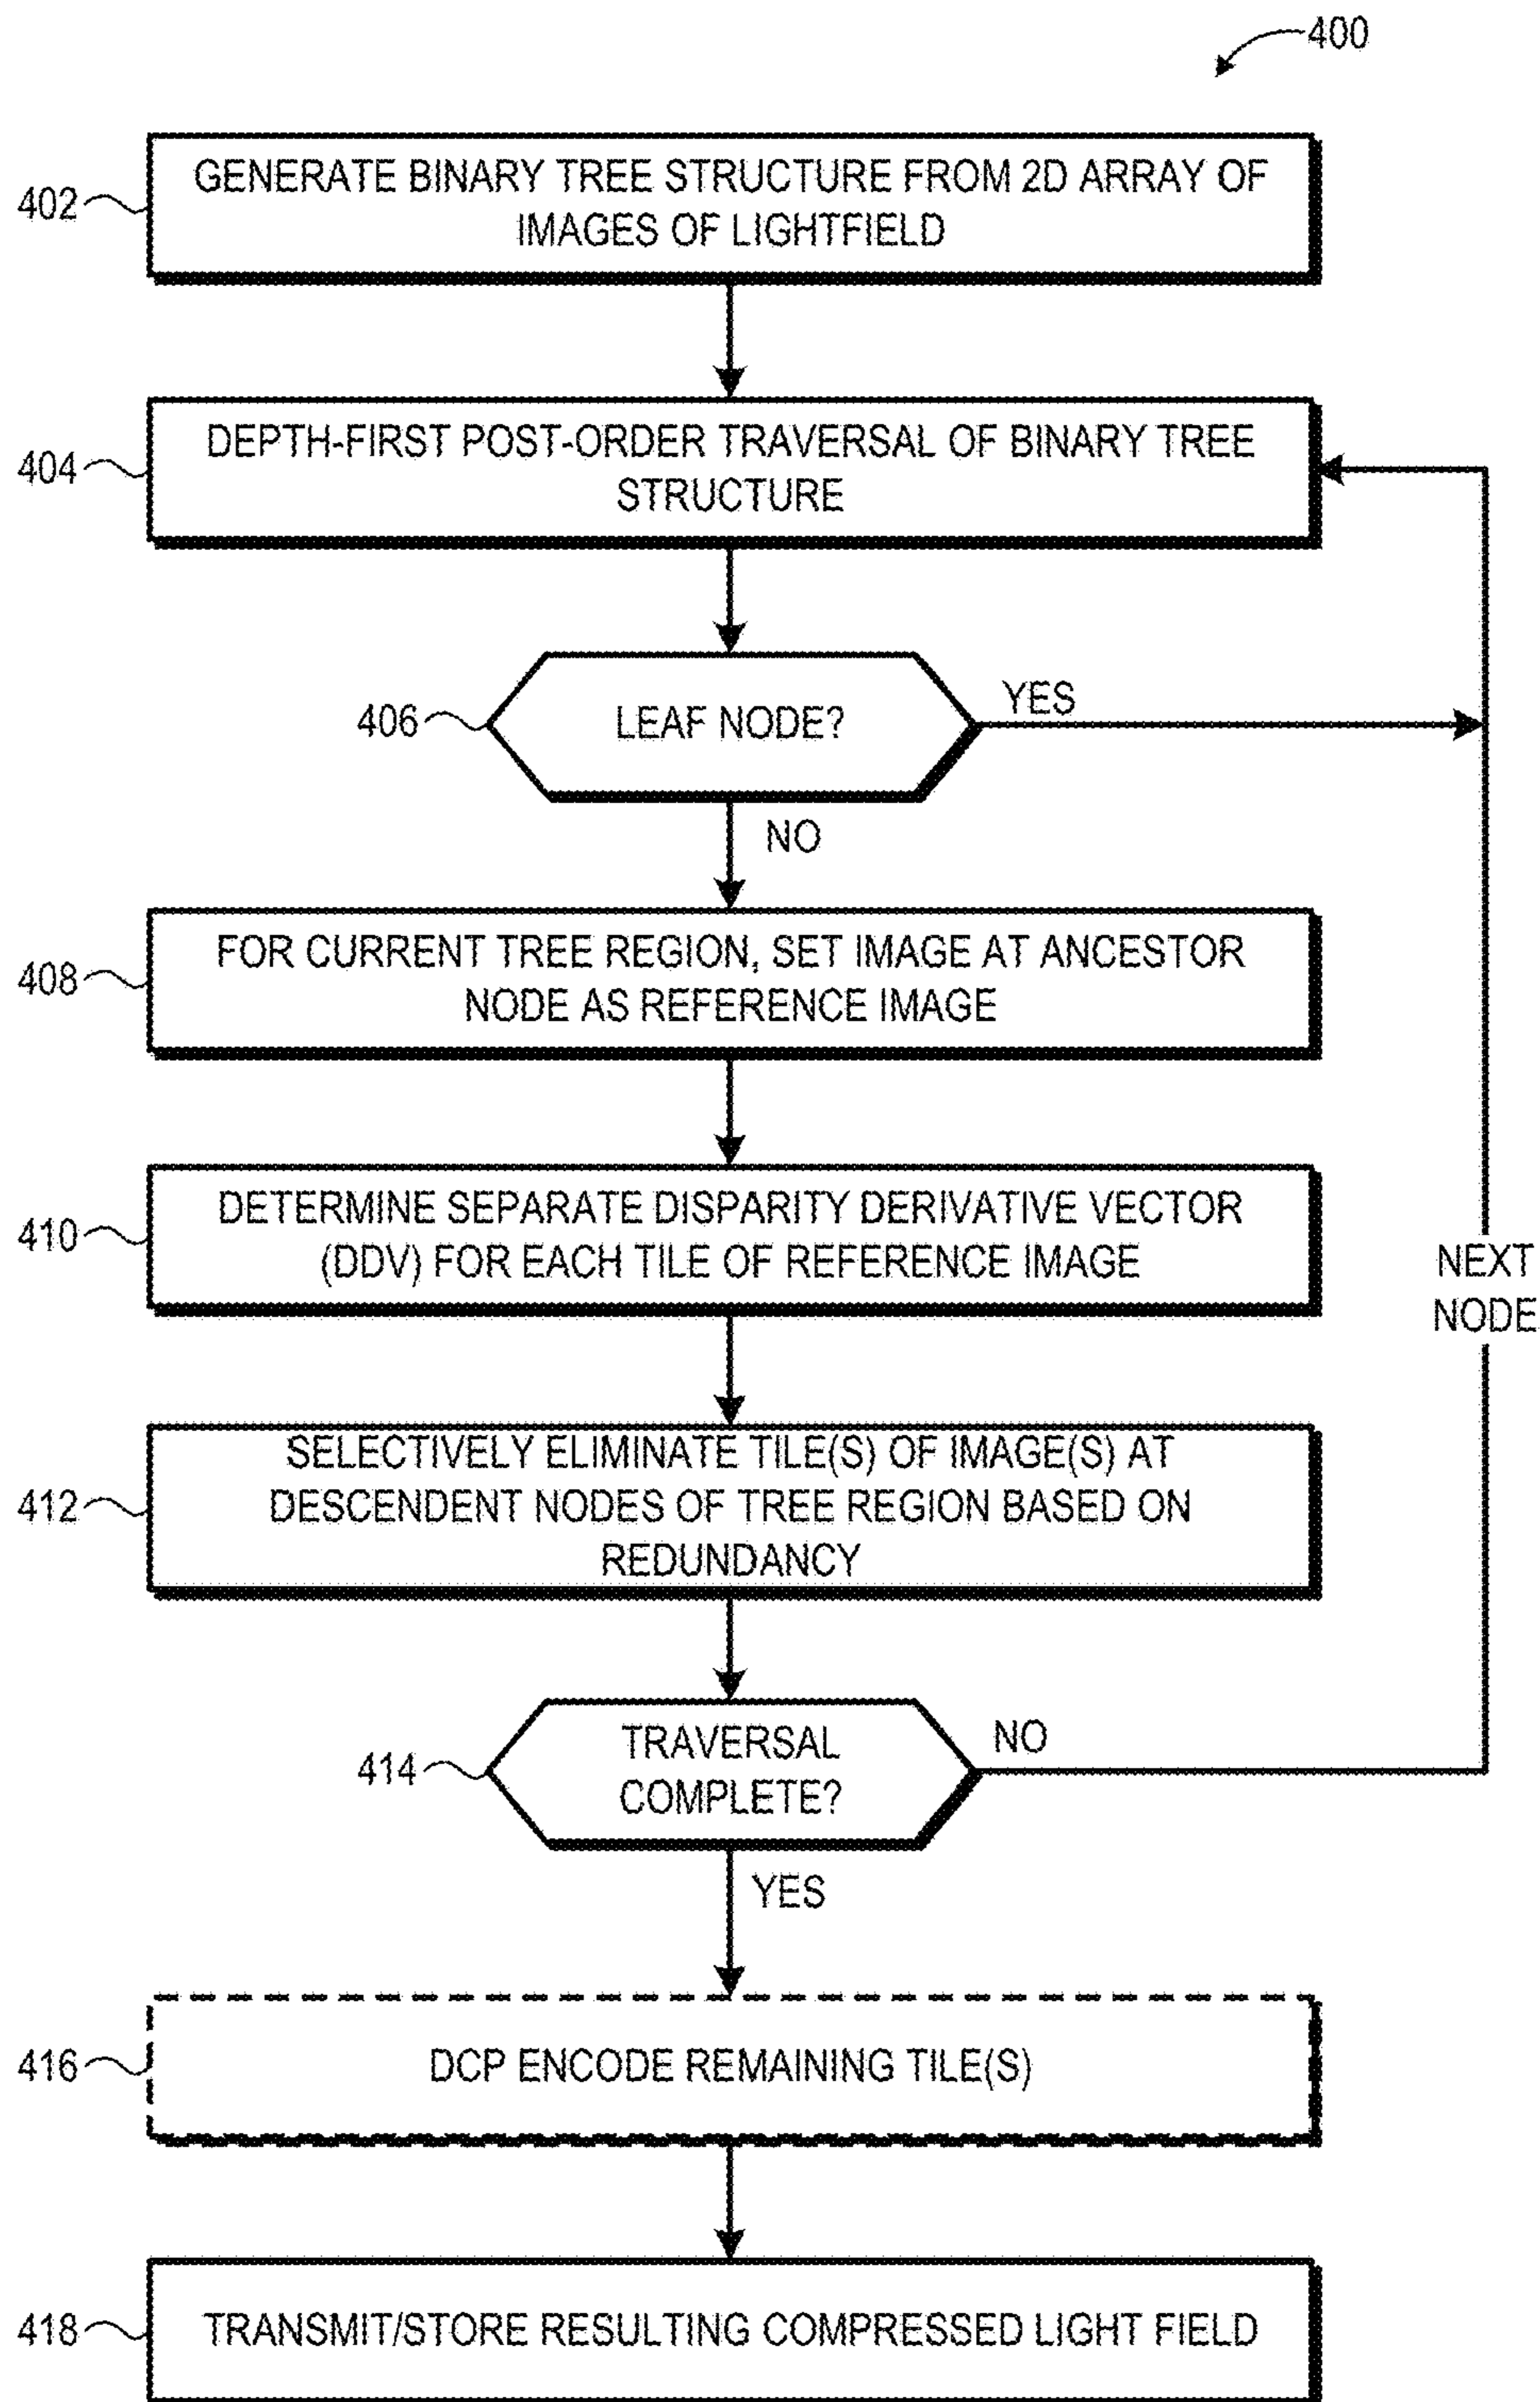 400
402
GENERATE BINARY TREE STRUCTURE FROM 2D ARRAY OF
IMAGES OF LIGHTFIELD
404
DEPTH-FIRST POST-ORDER TRAVERSAL OF BINARY TREE
STRUCTURE
406
LEAF NODE?
YES
NO
408
FOR CURRENT TREE REGION, SET IMAGE AT ANCESTOR
NODE AS REFERENCE IMAGE
410
DETERMINE SEPARATE DISPARITY DERIVATIVE VECTOR
(DDV) FOR EACH TILE OF REFERENCE IMAGE
NEXT
NODE
412
SELECTIVELY ELIMINATE TILE(S) OF IMAGE(S) AT
DESCENDENT NODES OF TREE REGION BASED ON
REDUNDANCY
414
TRAVERSAL
COMPLETE?
NO
YES
416
DCP ENCODE REMAINING TILE(S)
418
TRANSMIT/STORE RESULTING COMPRESSED LIGHT FIELD